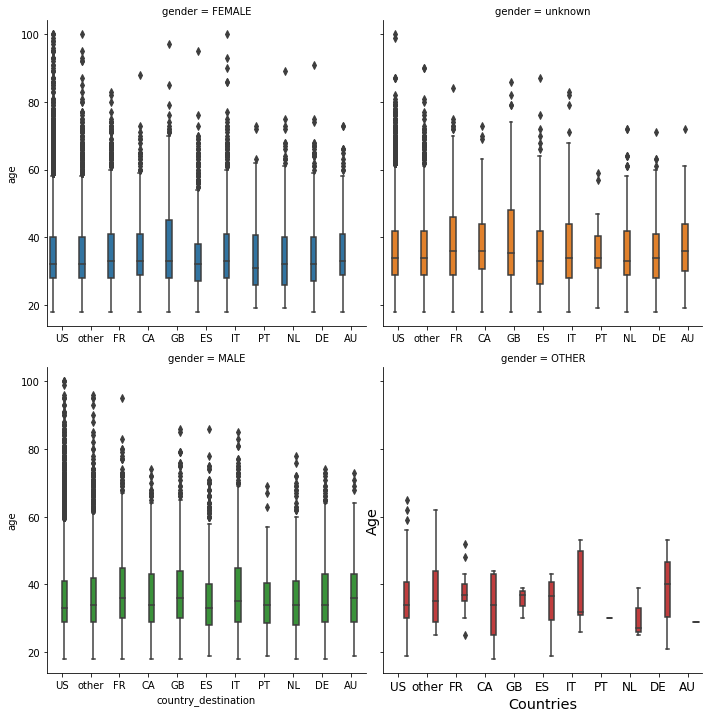 gender = FEMALE
gender = unknown
100
80
60
40
20
age
US other FR CA GB ES IT PT NL DE AU
US other FR CA GB ES IT PT NL DE AU
gender = MALE
gender = OTHER
100
80
60
40
20
age
Age
US other FR CA GB ES IT PT NL DE AU
country_destination
US other FR CA GB ES IT PT NL DE AU
Countries